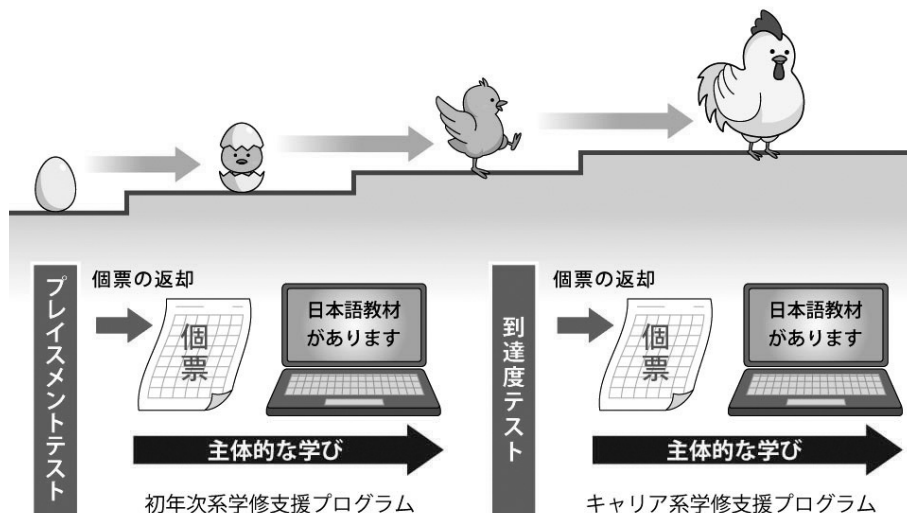 プレイスメントテスト
個票の返却
個票
日本語教材
があります
主体的な学び
初年次系学修支援プログラム
到達度テスト
個票の返却
個票
日本語教材
があります
主体的な学び
キャリア系学修支援プログラム